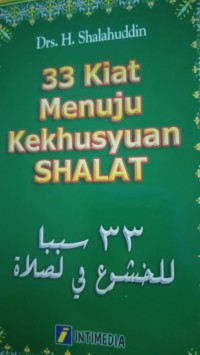 Drs. H. Shalahuddin
33 Kiat
Menuju
Kekhusyuan
SHALAT
٣٣ سببا
للخشوع في لصلاة
INTIMEDIA